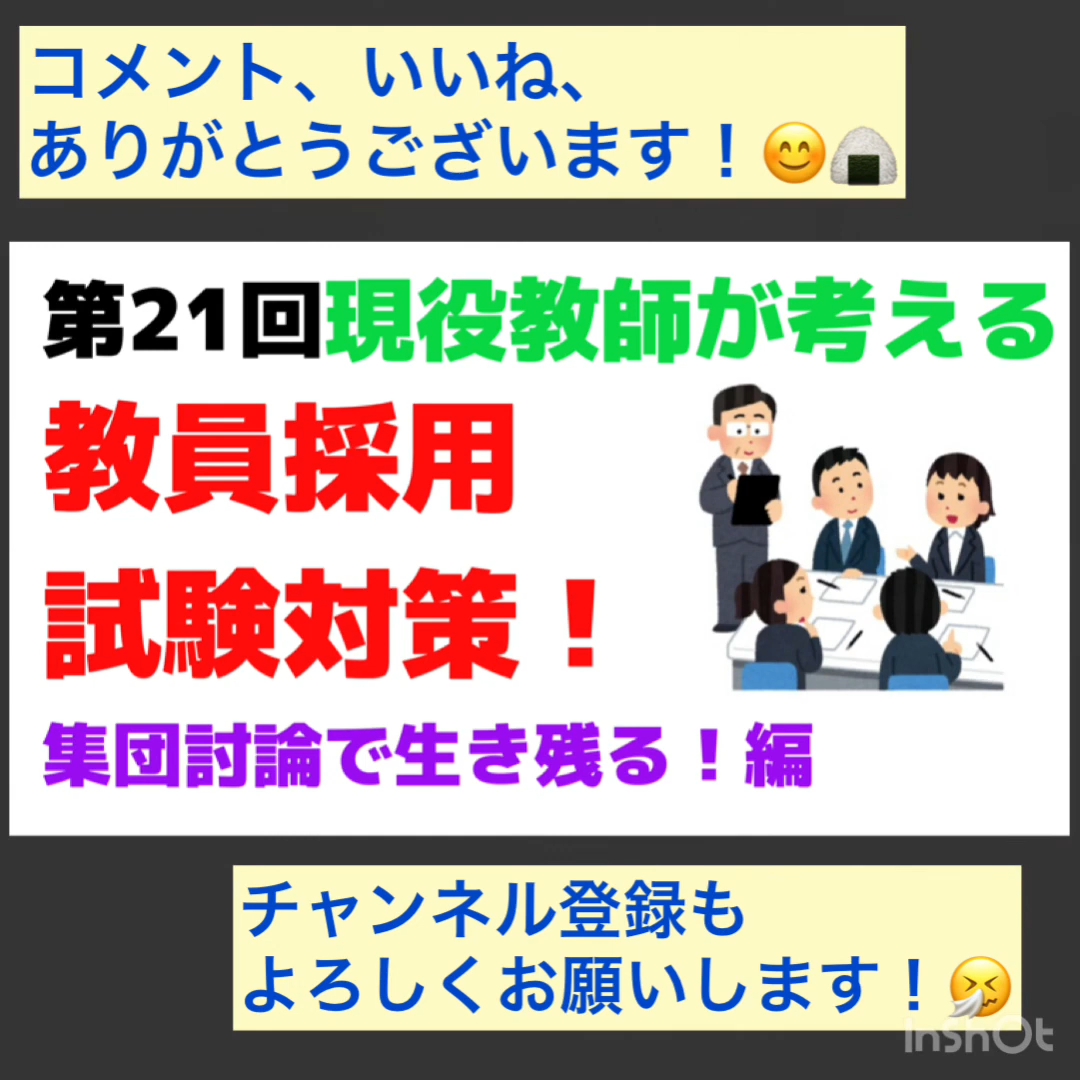 コメント、いいね、
ありがとうございます！😊🍙
第21回現役教師が考える
教員採用
試験対策！
集団討論で生き残る！編
チャンネル登録も
よろしくお願いします！🤧
InShOt